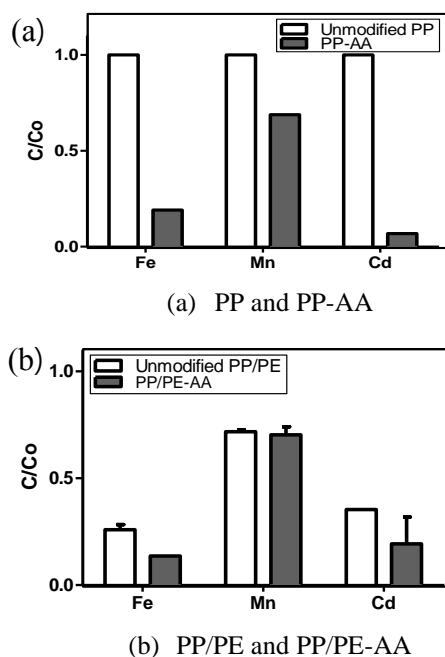 (a)
Unmodified PP
PP-AA
1.0
0.5
0.0
C/Co
Fe Mn Cd
(a) PP and PP-AA
(b)
Unmodified PP/PE
PP/PE-AA
1.0
0.5
0.0
C/Co
Fe Mn Cd
(b) PP/PE and PP/PE-AA